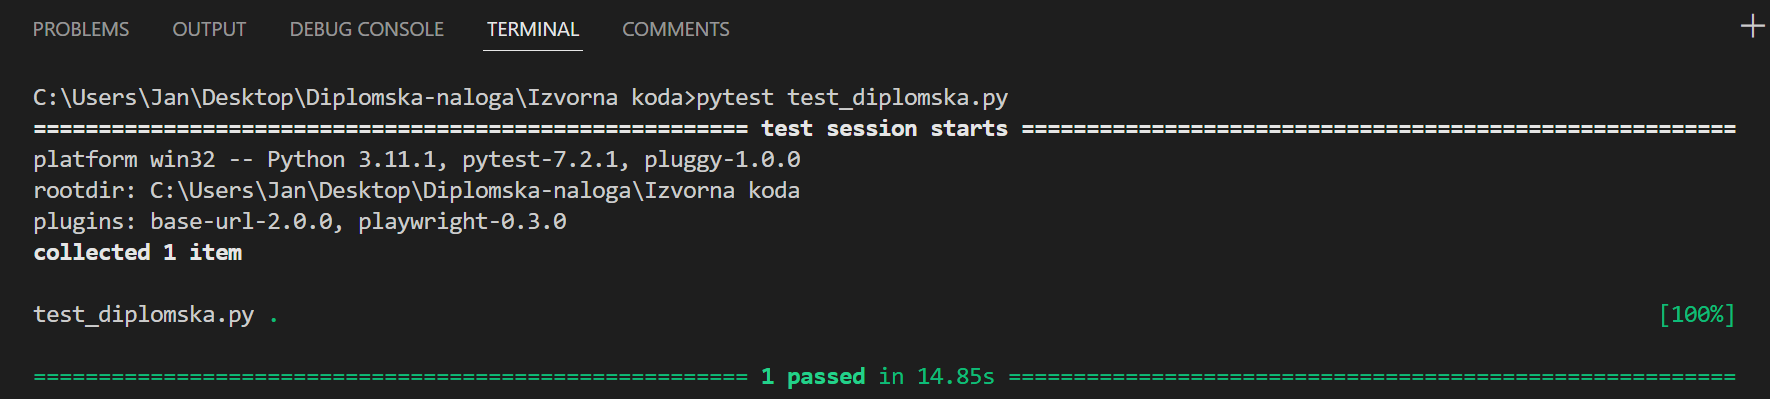 PROBLEMS OUTPUT DEBUG CONSOLE TERMINAL COMMENTS
C:\Users\Jan\Desktop\Diplomska-naloga\Izvorna koda>pytest test_diplomska.py
======================================================= test session starts =======================================================
platform win32 -- Python 3.11.1, pytest-7.2.1, pluggy-1.0.0
rootdir: C:\Users\Jan\Desktop\Diplomska-naloga\Izvorna koda
plugins: base-url-2.0.0, playwright-0.3.0
collected 1 item
test_diplomska.py . [100%]
======================================================= 1 passed in 14.85s ========================================================